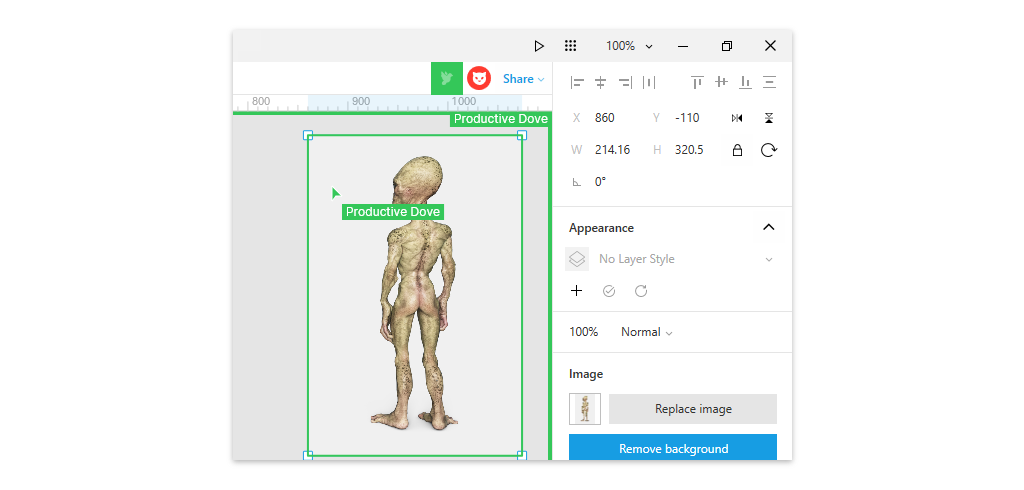 100%
Share
800 900 1000
Productive Dove
X 860 Y -110
W 214.16 H 320.5
0°
Productive Dove
Appearance
No Layer Style
100% Normal
Image
Replace image
Remove background